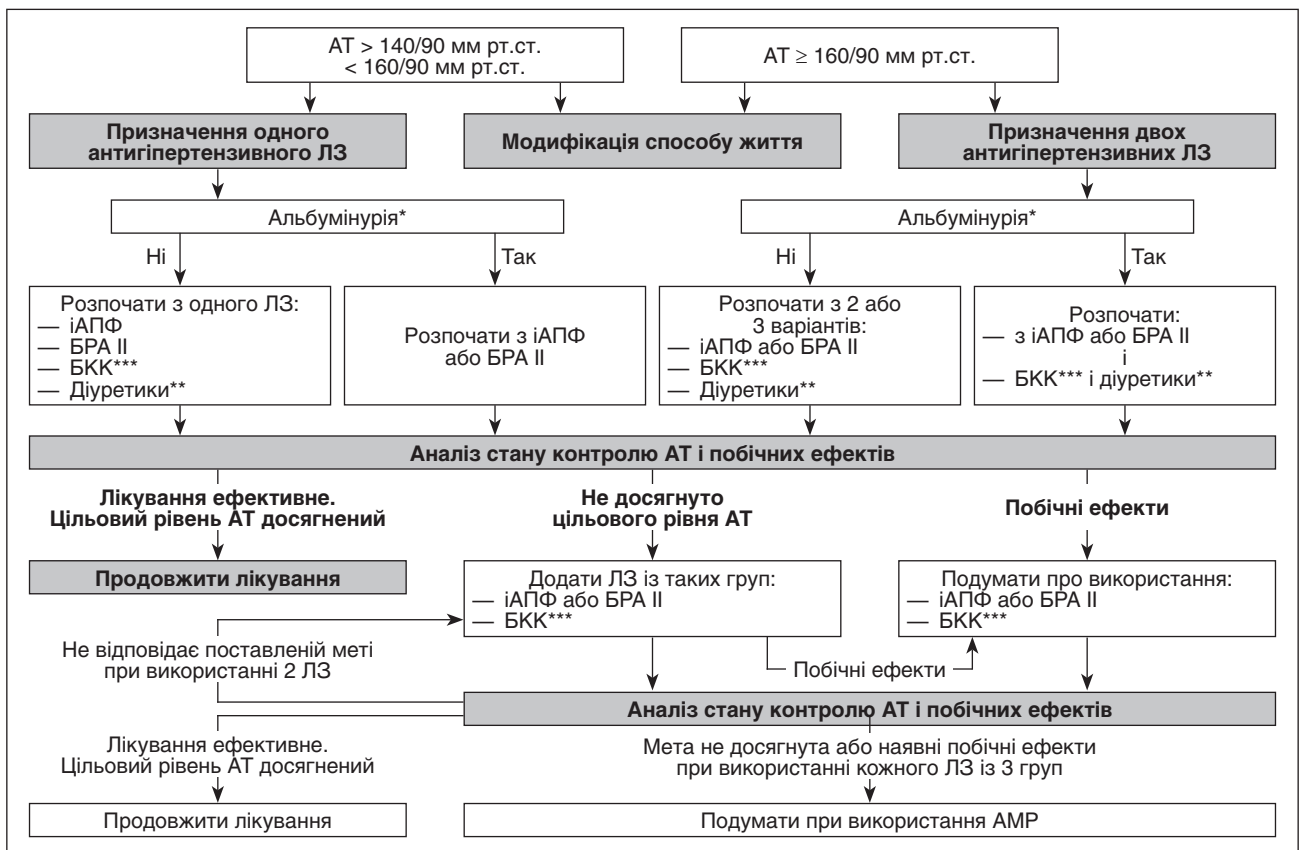 АТ > 140/90 мм рт.ст.
< 160/90 мм рт.ст.
АТ ≥ 160/90 мм рт.ст.
Призначення одного
антигіпертензивного ЛЗ
Модифікація способу життя
Призначення двох
антигіпертензивних ЛЗ
Альбумінурія*
Альбумінурія*
Ні
Так
Ні
Так
Розпочати з одного ЛЗ:
— іАПФ
— БРА ІІ
— БКК***
— Діуретики**
Розпочати з іАПФ
або БРА ІІ
Розпочати з 2 або
3 варіантів:
— іАПФ або БРА ІІ
— БКК***
— Діуретики**
Розпочати:
— з іАПФ або БРА ІІ
і
— БКК*** і діуретики**
Аналіз стану контролю АТ і побічних ефектів
Лікування ефективне.
Цільовий рівень АТ досягнений
Не досягнуто
цільового рівня АТ
Побічні ефекти
Продовжити лікування
Додати ЛЗ із таких груп:
— іАПФ або БРА ІІ
— БКК***
Подумати про використання:
— іАПФ або БРА ІІ
— БКК***
Не відповідає поставленій меті
при використанні 2 ЛЗ
Побічні ефекти
Аналіз стану контролю АТ і побічних ефектів
Лікування ефективне.
Цільовий рівень АТ досягнений
Мета не досягнута або наявні побічні ефекти
при використанні кожного ЛЗ із 3 груп
Продовжити лікування
Подумати при використання АМР